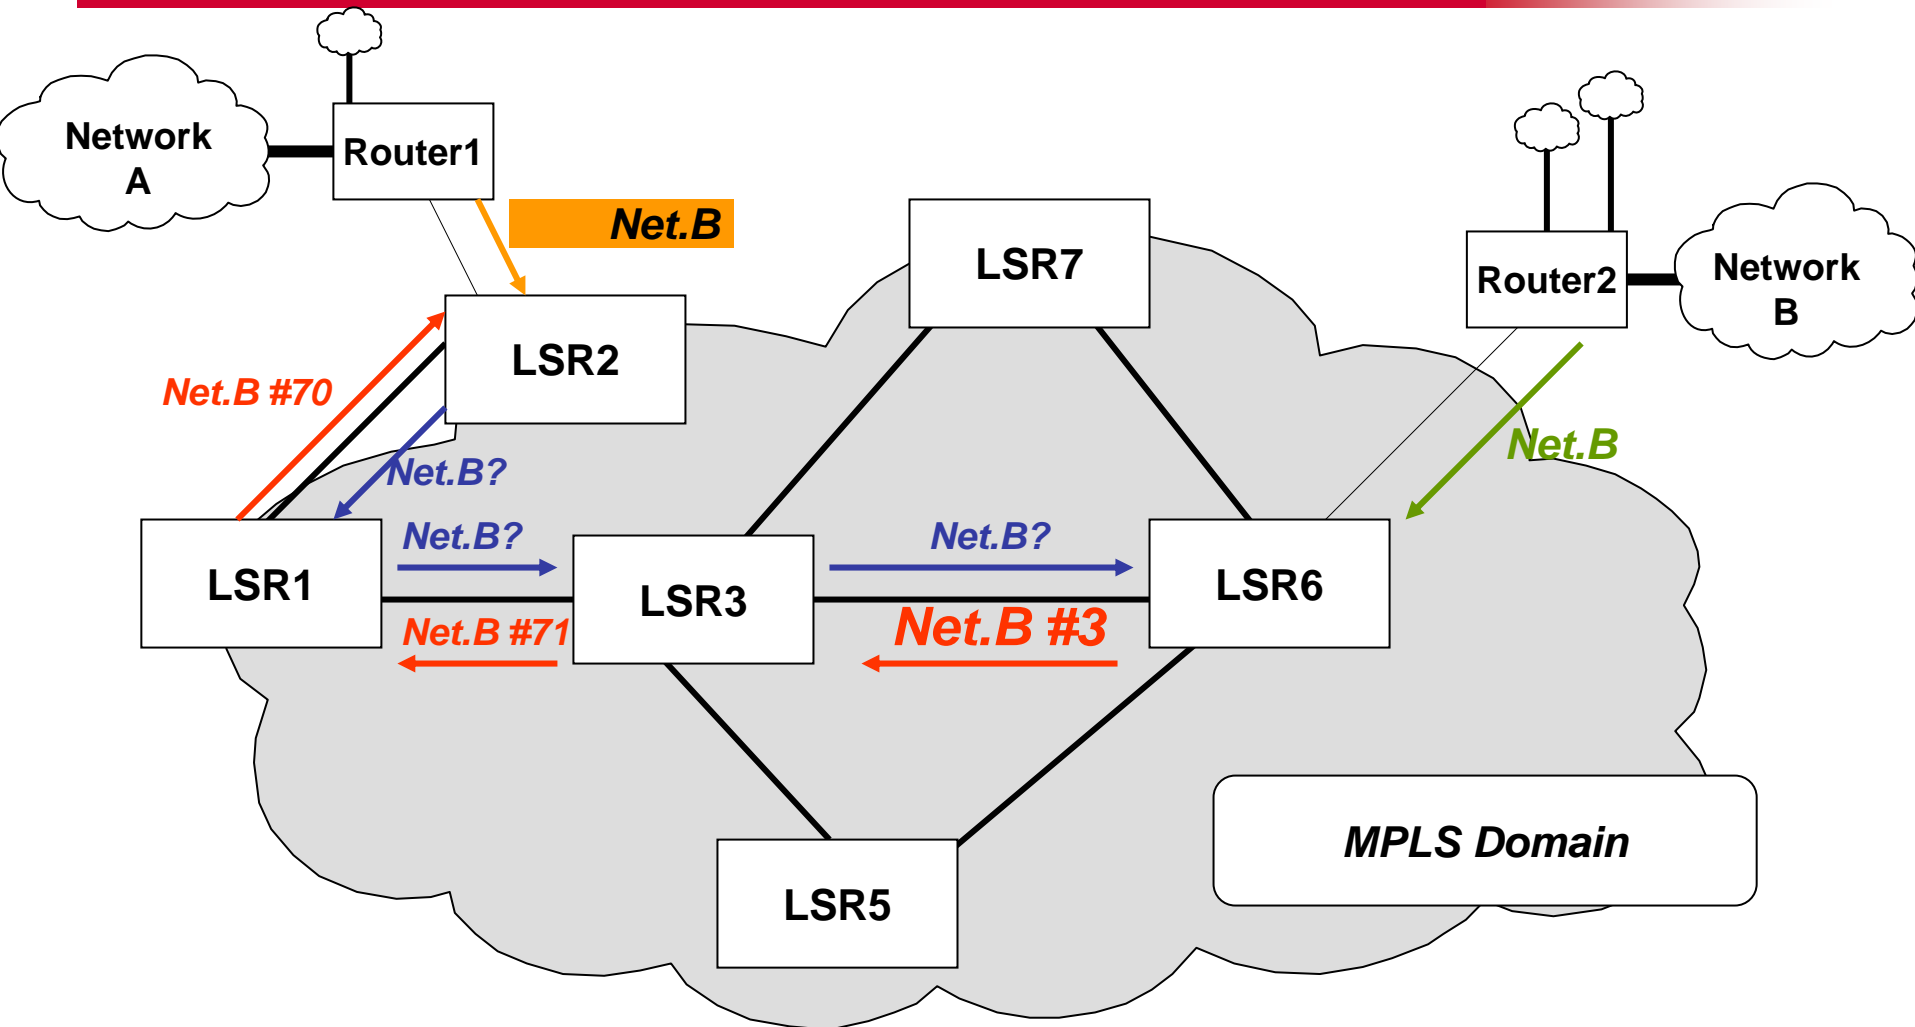 Network
A
Router1
Net.B
LSR7
Router2
Network
B
LSR2
Net.B #70
Net.B
Net.B?
Net.B?
Net.B?
LSR1
LSR3
LSR6
Net.B #71
Net.B #3
MPLS Domain
LSR5